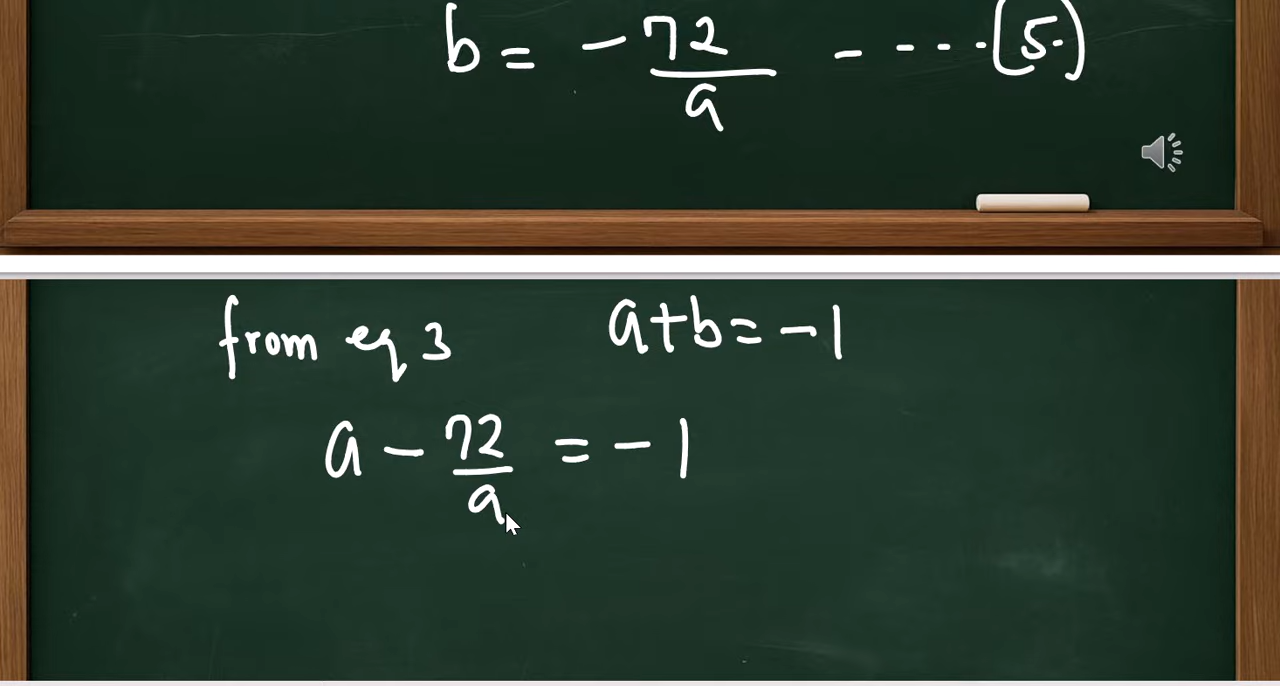 b = - 72/a - - - - · (5.)
from eq 3 a+b = -1
a - 72/a = - 1